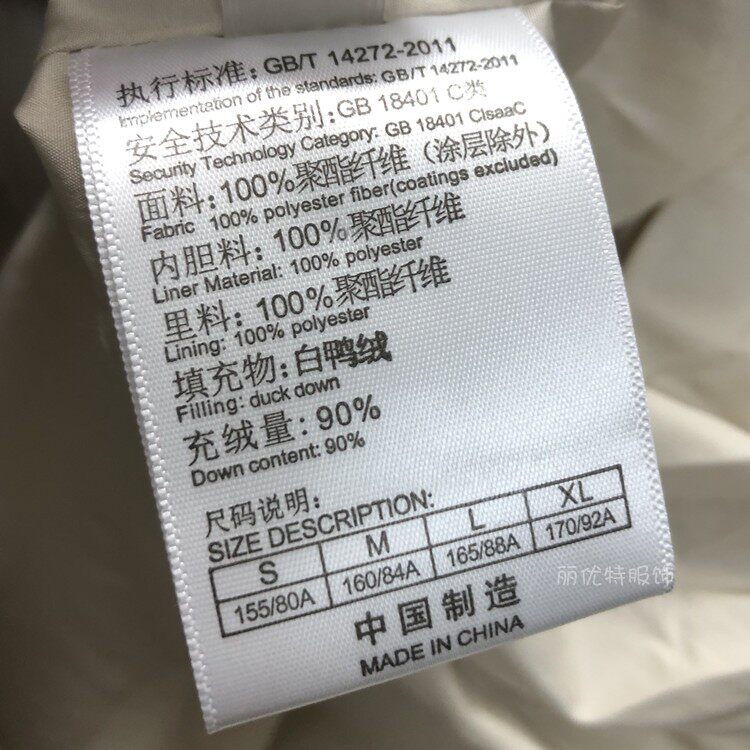 执行标准: GB/T 14272-2011
Implementation of the standards: GB/T 14272-2011
安全技术类别: GB 18401 C类
Security Technology Category: GB 18401 ClsaaC
面料: 100%聚酯纤维 (涂层除外)
Fabric 100% polyester fiber(coatings excluded)
内胆料: 100%聚酯纤维
Liner Material: 100% polyester
里料: 100%聚酯纤维
Lining: 100% polyester
填充物: 白鸭绒
Filling: duck down
充绒量: 90%
Down content: 90%
尺码说明:
SIZE DESCRIPTION:
S M L XL
155/80A 160/84A 165/88A 170/92A
丽优特服饰
中国制造
MADE IN CHINA